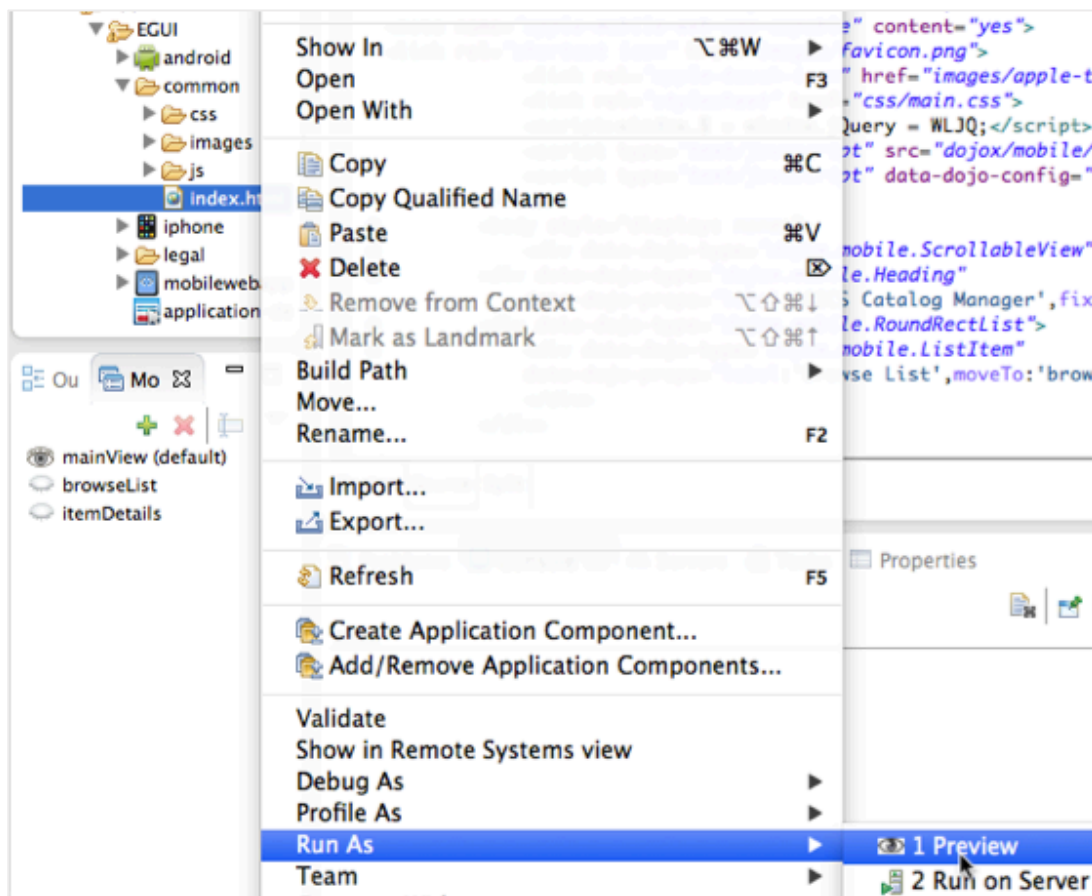 EGUI
android
common
css
images
js
index.ht
iphone
legal
mobileweb
application
Ou
Mo
mainView (default)
browseList
itemDetails
Show In ⌥⌘W
Open F3
Open With
Copy ⌘C
Copy Qualified Name
Paste ⌘V
Delete ⌦
Remove from Context ⌥⇧⌘↓
Mark as Landmark ⌥⇧⌘↑
Build Path
Move...
Rename... F2
Import...
Export...
Refresh F5
Create Application Component...
Add/Remove Application Components...
Validate
Show in Remote Systems view
Debug As
Profile As
Run As
Team
1 Preview
2 Run on Server
" content="yes">
favicon.png">
" href="images/apple-t
="css/main.css">
Query = WLJQ;</script>
pt" src="dojox/mobile/
pt" data-dojo-config="
mobile.ScrollableView"
le.Heading"
S Catalog Manager',fix
le.RoundRectList">
mobile.ListItem"
wse List',moveTo:'brow
Properties